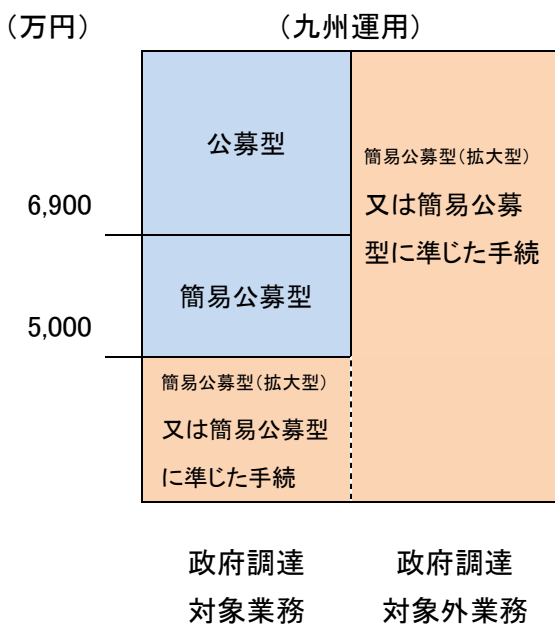 （万円）
（九州運用）
公募型
6,900
簡易公募型
5,000
簡易公募型（拡大型）
又は簡易公募型
に準じた手続
簡易公募型（拡大型）
又は簡易公募
型に準じた手続
政府調達
対象業務
政府調達
対象外業務